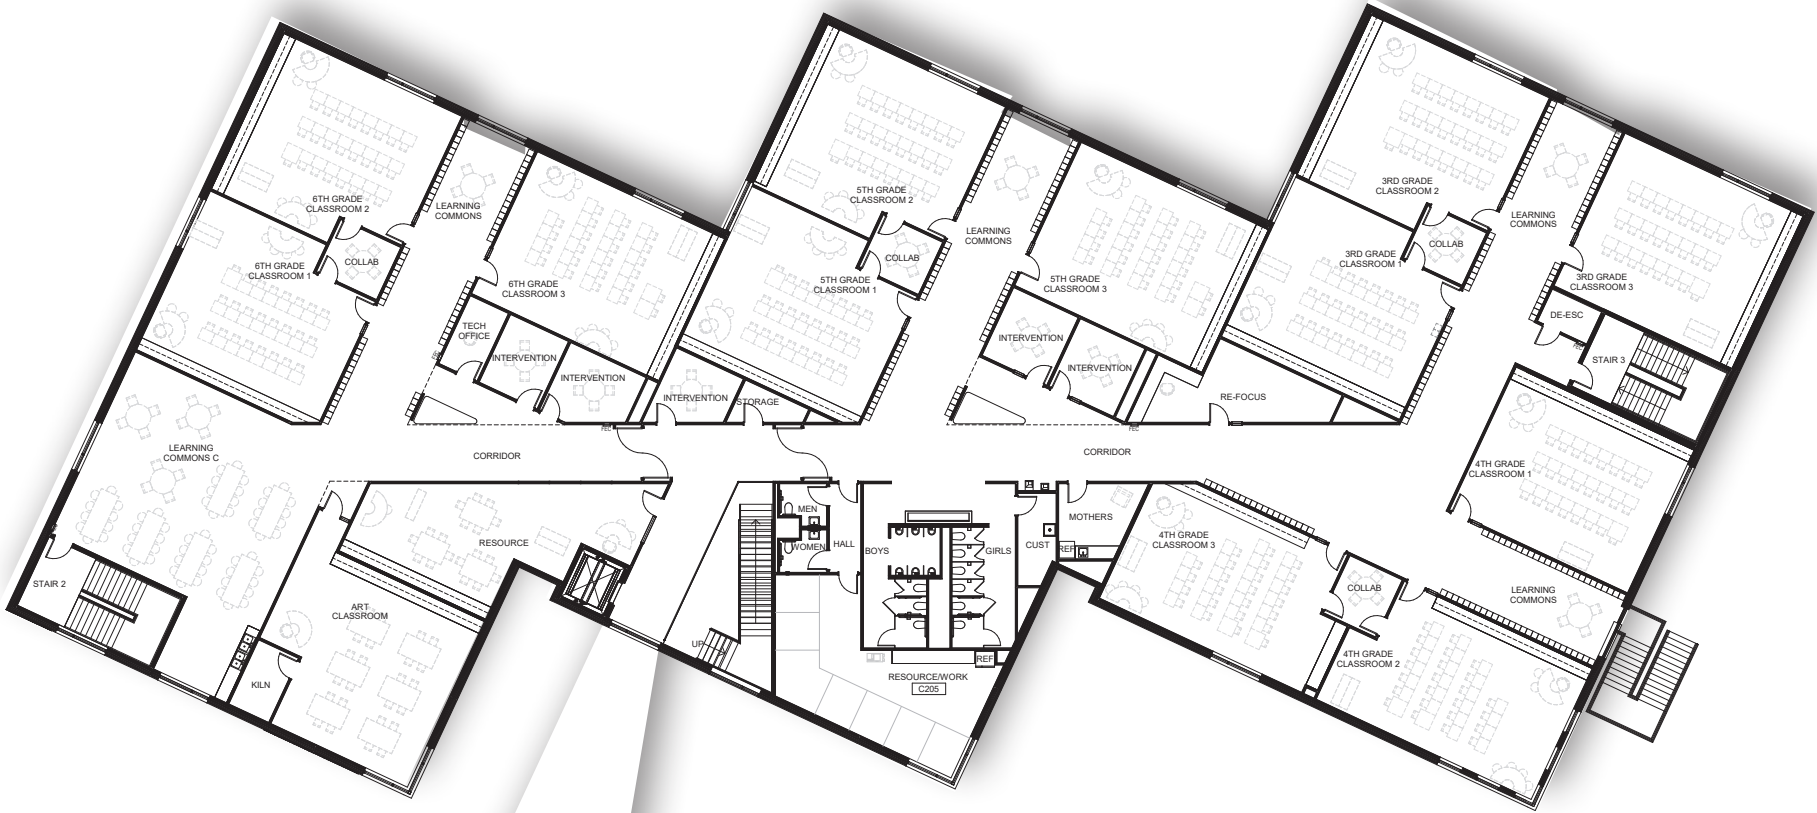 6TH GRADE
CLASSROOM 2
LEARNING
COMMONS
6TH GRADE
CLASSROOM 1
COLLAB
6TH GRADE
CLASSROOM 3
TECH
OFFICE
INTERVENTION
INTERVENTION
5TH GRADE
CLASSROOM 2
LEARNING
COMMONS
COLLAB
5TH GRADE
CLASSROOM 1
5TH GRADE
CLASSROOM 3
INTERVENTION
STORAGE
INTERVENTION
INTERVENTION
3RD GRADE
CLASSROOM 2
LEARNING
COMMONS
COLLAB
3RD GRADE
CLASSROOM 1
3RD GRADE
CLASSROOM 3
DE-ESC
FEC
STAIR 3
RE-FOCUS
FEC
FEC
FEC
LEARNING
COMMONS C
CORRIDOR
CORRIDOR
4TH GRADE
CLASSROOM 1
RESOURCE
MEN
WOMEN
HALL
BOYS
GIRLS
CUST
MOTHERS
REF
4TH GRADE
CLASSROOM 3
COLLAB
LEARNING
COMMONS
STAIR 2
ART
CLASSROOM
UP
REF
4TH GRADE
CLASSROOM 2
KILN
RESOURCE/WORK
C205